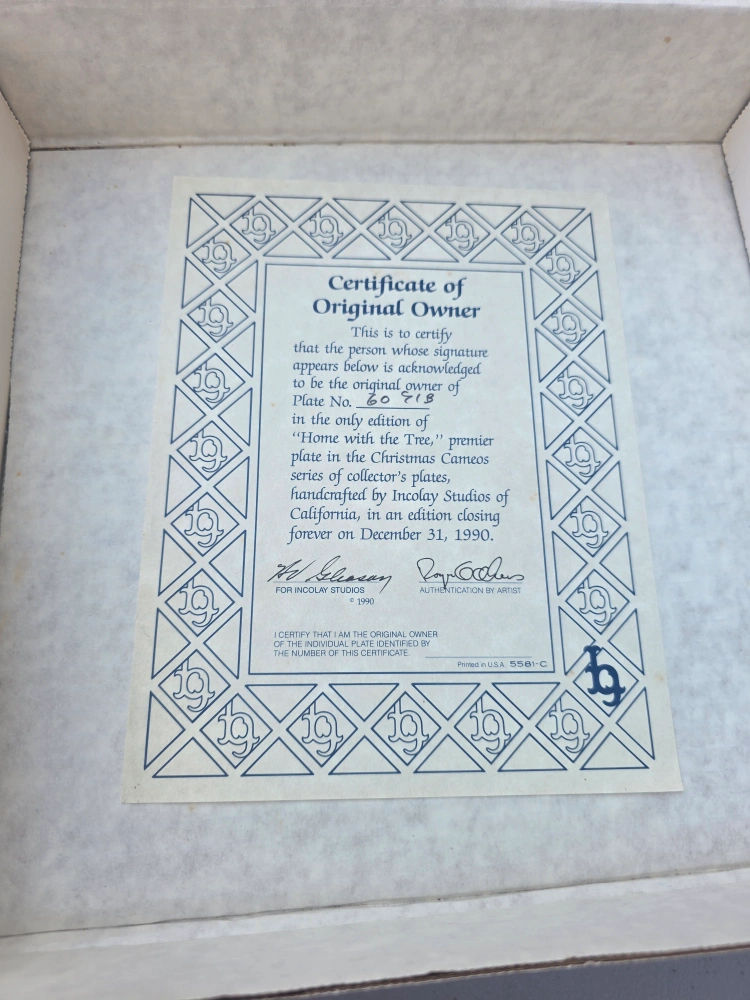 Certificate of
Original Owner
This is to certify
that the person whose signature
appears below is acknowledged
to be the original owner of
Plate No. 60
in the only edition of
"Home with the Tree," premier
plate in the Christmas Cameos
series of collector's plates,
handcrafted by Incolay Studios of
California, in an edition closing
forever on December 31, 1990.
FOR INCOLAY STUDIOS AUTHENTICATION BY ARTIST
© 1990
I CERTIFY THAT I AM THE ORIGINAL OWNER
OF THE INDIVIDUAL PLATE IDENTIFIED BY
THE NUMBER OF THIS CERTIFICATE.
Printed in U.S.A. 5581-C